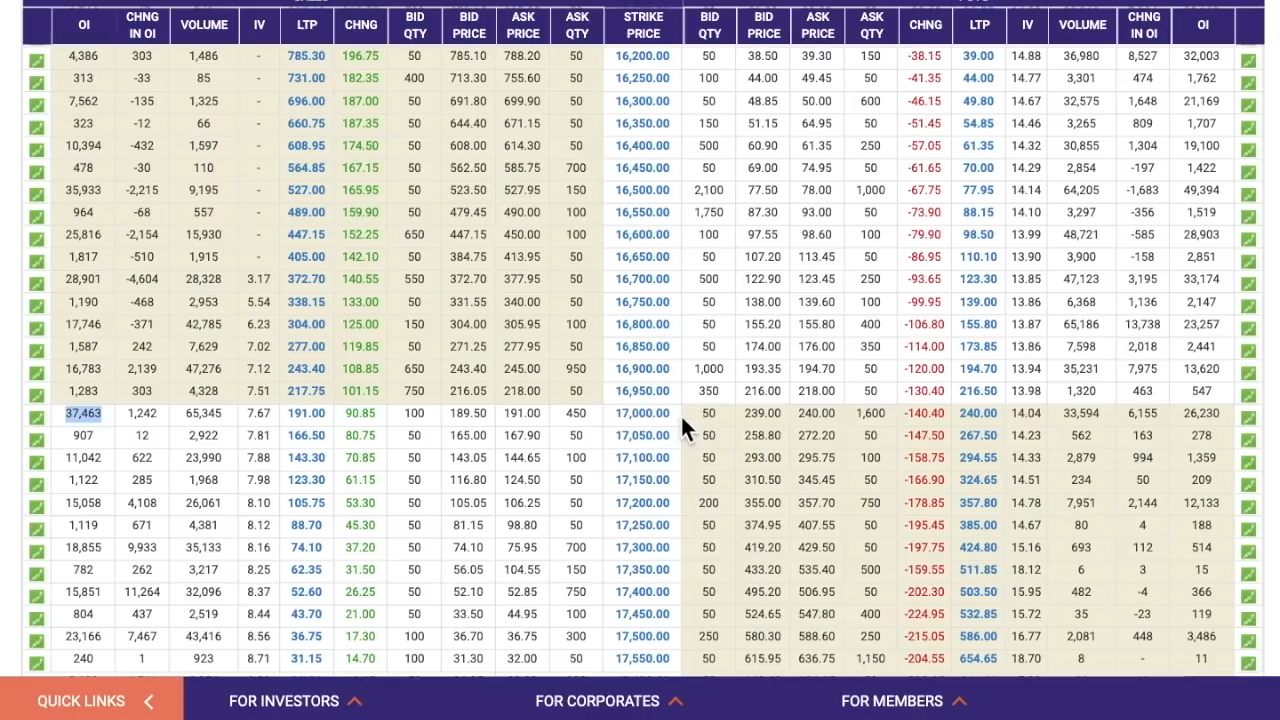 OI CHNG IN OI VOLUME IV LTP CHNG BID QTY BID PRICE ASK PRICE ASK QTY STRIKE PRICE BID QTY BID PRICE ASK PRICE ASK QTY CHNG LTP IV VOLUME CHNG IN OI OI
4,386 303 1,486 - 785.30 196.75 50 785.10 788.20 50 16,200.00 50 38.50 39.30 150 -38.15 39.00 14.88 36,980 8,527 32,003
313 -33 85 - 731.00 182.35 400 713.30 755.60 50 16,250.00 100 44.00 49.45 50 -41.35 44.00 14.77 3,301 474 1,762
7,562 -135 1,325 - 696.00 187.00 50 691.80 699.90 50 16,300.00 50 48.85 50.00 600 -46.15 49.80 14.67 32,575 1,648 21,169
323 -12 66 - 660.75 187.35 50 644.40 671.15 50 16,350.00 150 51.15 64.95 50 -51.45 54.85 14.46 3,265 809 1,707
10,394 -432 1,597 - 608.95 174.50 50 608.00 614.30 50 16,400.00 500 60.90 61.35 250 -57.05 61.35 14.32 30,855 1,304 19,100
478 -30 110 - 564.85 167.15 50 562.50 585.75 700 16,450.00 50 69.00 74.95 50 -61.65 70.00 14.29 2,854 -197 1,422
35,933 -2,215 9,195 - 527.00 165.95 50 523.50 527.95 150 16,500.00 2,100 77.50 78.00 1,000 -67.75 77.95 14.14 64,205 -1,683 49,394
964 -68 557 - 489.00 159.90 50 479.45 490.00 100 16,550.00 1,750 87.30 93.00 50 -73.90 88.15 14.10 3,297 -356 1,519
25,816 -2,154 15,930 - 447.15 152.25 650 447.15 450.00 100 16,600.00 100 97.55 98.60 100 -79.90 98.50 13.99 48,721 -585 28,903
1,817 -510 1,915 - 405.00 142.10 50 384.75 413.95 50 16,650.00 50 107.20 113.45 50 -86.95 110.10 13.90 3,900 -158 2,851
28,901 -4,604 28,328 3.17 372.70 140.55 550 372.70 377.95 50 16,700.00 500 122.90 123.45 250 -93.65 123.30 13.85 47,123 3,195 33,174
1,190 -468 2,953 5.54 338.15 133.00 50 331.55 340.00 50 16,750.00 50 138.00 139.60 100 -99.95 139.00 13.88 6,368 1,136 2,147
17,746 -371 42,785 6.23 304.00 125.00 150 304.00 305.95 100 16,800.00 50 155.20 155.80 400 -106.80 155.80 13.87 65,186 13,738 23,257
1,587 242 7,629 7.02 277.00 119.85 50 271.25 277.95 50 16,850.00 50 174.00 176.00 350 -114.00 173.85 13.86 7,598 2,018 2,441
16,783 2,139 47,276 7.12 243.40 108.85 650 243.40 245.00 950 16,900.00 1,000 193.35 194.70 50 -120.00 194.70 13.94 35,231 7,975 13,620
1,283 303 4,328 7.51 217.75 101.15 750 216.05 218.00 50 16,950.00 350 216.00 218.00 50 -130.40 216.50 13.98 1,320 463 547
37,463 1,242 65,345 7.67 191.00 90.85 100 189.50 191.00 450 17,000.00 50 239.00 240.00 1,600 -140.40 240.00 14.04 33,594 6,155 26,230
907 12 2,922 7.81 166.50 80.75 50 165.00 167.90 50 17,050.00 50 258.80 272.20 50 -147.50 267.50 14.23 562 163 278
11,042 622 23,990 7.88 143.30 70.85 50 143.05 144.65 100 17,100.00 50 293.00 295.75 100 -158.75 294.55 14.33 2,879 994 1,359
1,122 285 1,968 7.98 123.30 61.15 50 116.80 124.50 50 17,150.00 50 310.50 345.45 50 -166.90 324.65 14.51 234 50 209
15,058 4,108 26,061 8.10 105.75 53.30 50 105.05 106.25 50 17,200.00 200 355.00 357.70 750 -178.85 357.80 14.78 7,951 2,144 12,133
1,119 671 4,381 8.12 88.70 45.30 50 81.15 98.80 50 17,250.00 50 374.95 407.55 50 -195.45 385.00 14.67 80 4 188
18,855 9,933 35,133 8.16 74.10 37.20 50 74.10 75.95 700 17,300.00 50 419.20 429.50 50 -197.75 424.80 15.16 693 112 514
782 262 3,217 8.25 62.35 31.50 50 56.05 104.55 150 17,350.00 50 433.20 535.40 500 -159.55 511.85 18.12 6 3 15
15,851 11,264 32,096 8.37 52.60 26.25 50 52.10 52.85 750 17,400.00 50 495.20 506.95 50 -202.30 503.50 15.95 482 -4 366
804 437 2,519 8.44 43.70 21.00 50 33.50 44.95 100 17,450.00 50 524.65 547.80 400 -224.95 532.85 15.72 35 -23 119
23,166 7,467 43,416 8.56 36.75 17.30 100 36.70 36.75 300 17,500.00 250 580.30 588.60 250 -215.05 586.00 16.77 2,081 448 3,486
240 1 923 8.71 31.15 14.70 100 31.30 32.00 50 17,550.00 50 615.95 636.75 1,150 -204.55 654.65 18.70 8 - 11
QUICK LINKS FOR INVESTORS FOR CORPORATES FOR MEMBERS